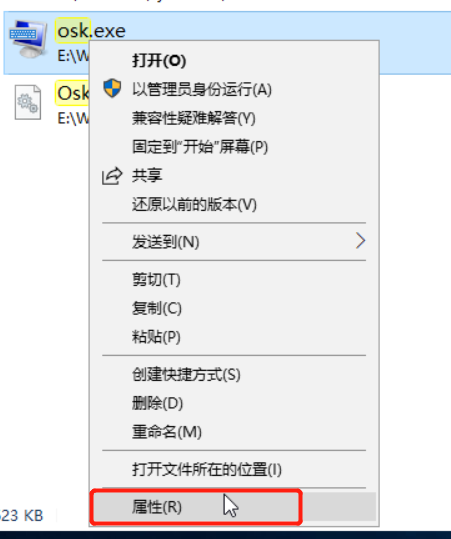 osk.exe
E:\W
Osk
E:\W
打开(O)
以管理员身份运行(A)
兼容性疑难解答(Y)
固定到"开始"屏幕(P)
共享
还原以前的版本(V)
发送到(N)
剪切(T)
复制(C)
粘贴(P)
创建快捷方式(S)
删除(D)
重命名(M)
打开文件所在的位置(I)
属性(R)
23 KB